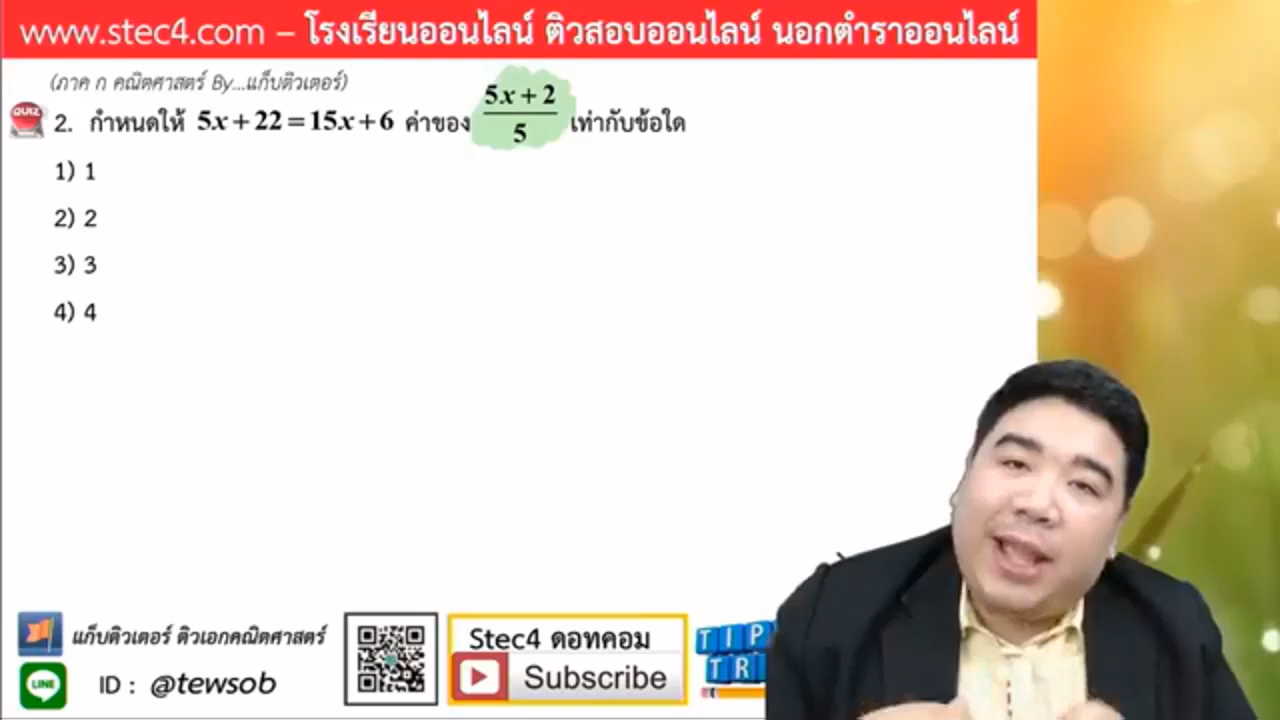 www.stec4.com – โรงเรียนออนไลน์ ติวสอบออนไลน์ นอกตำราออนไลน์
(ภาค ก คณิตศาสตร์ By...แก็บติวเตอร์)
QUIZ 2. กำหนดให้ 5x + 22 = 15x + 6 ค่าของ (5x + 2)/5 เท่ากับข้อใด
1) 1
2) 2
3) 3
4) 4
แก็บติวเตอร์ ติวเอกคณิตศาสตร์
LINE ID : @tewsob
Stec4 ดอทคอม
Subscribe
TIP
TRI